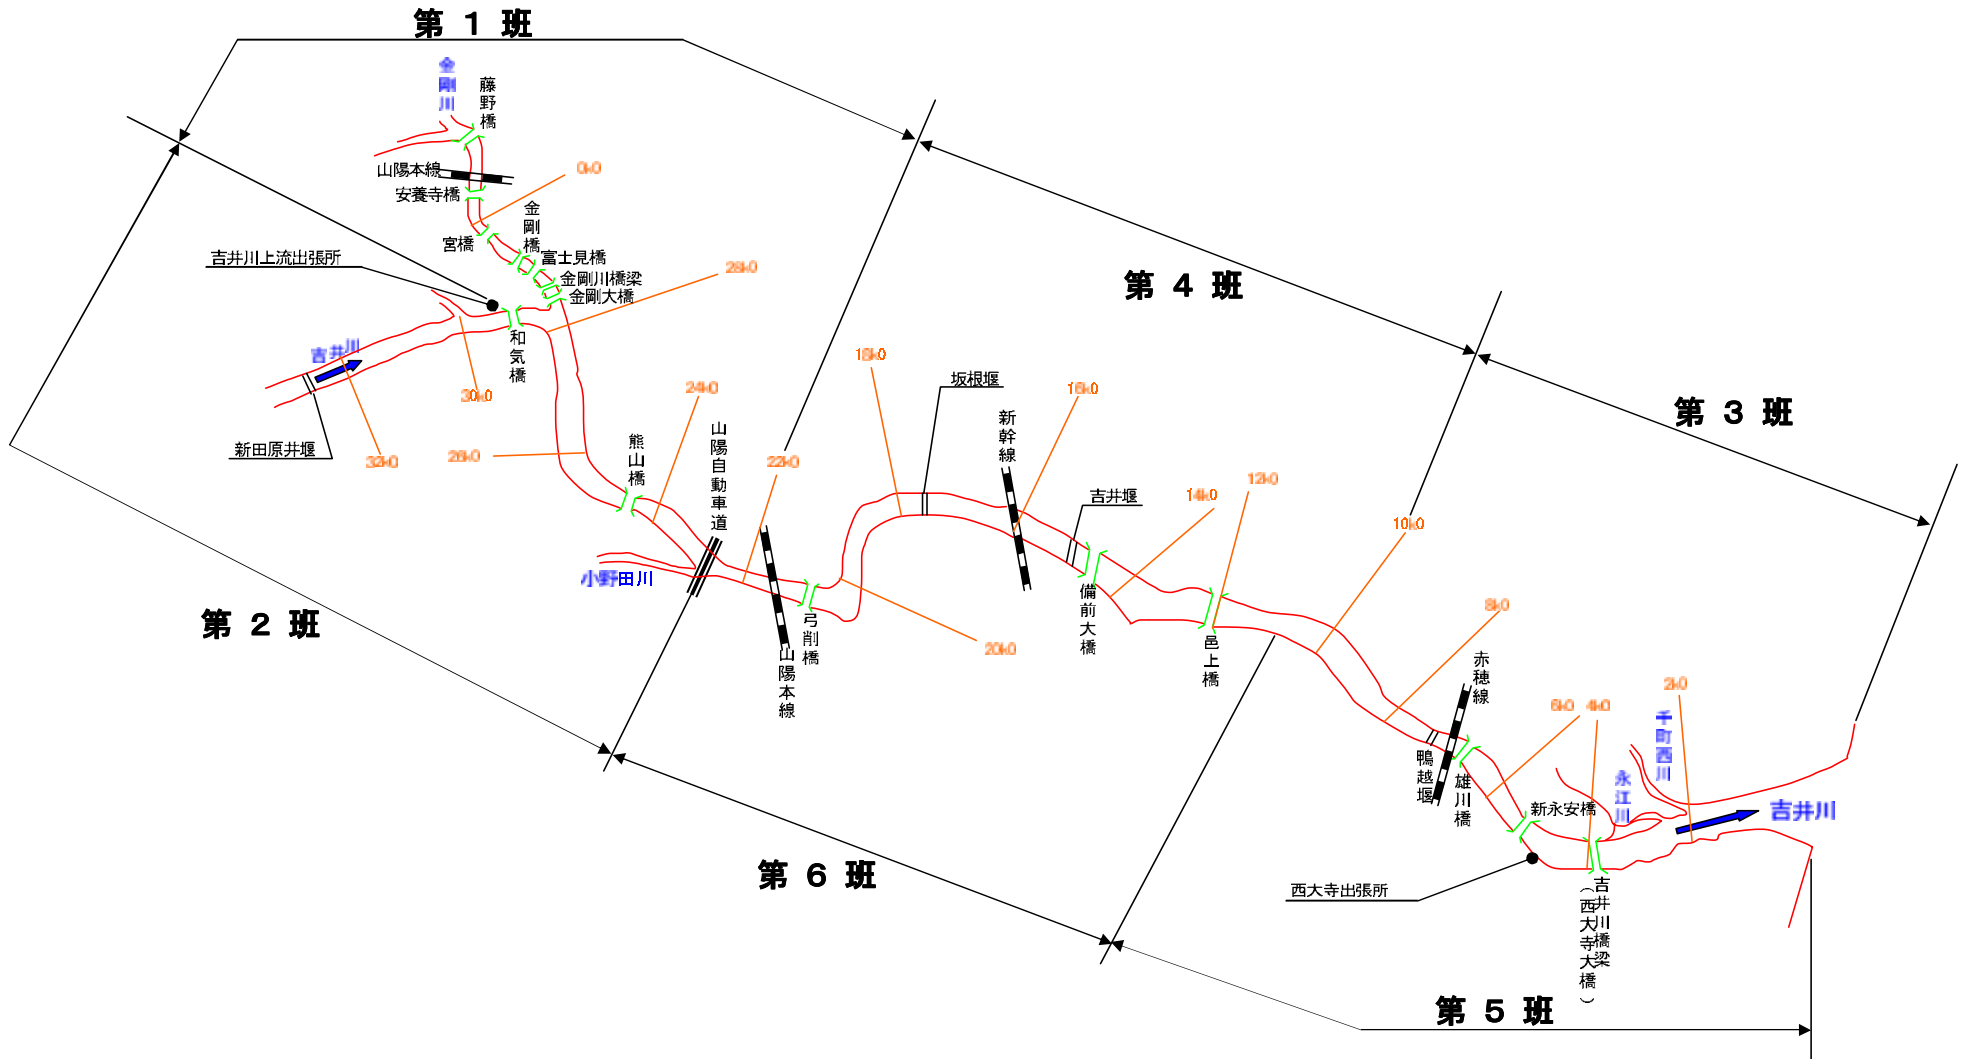 第 1 班
金剛川
藤野橋
山陽本線
安養寺橋
0k0
金剛橋
宮橋
富士見橋
吉井川上流出張所
金剛川橋梁
金剛大橋
28k0
和気橋
吉井川
30k0
新田原井堰
32k0
26k0
24k0
熊山橋
山陽自動車道
22k0
小野田川
第 2 班
山陽本線
弓削橋
18k0
坂根堰
新幹線
16k0
吉井堰
20k0
備前大橋
14k0
12k0
邑上橋
第 4 班
10k0
第 3 班
8k0
赤穂線
鴨越堰
雄川橋
6k0
4k0
2k0
千町西川
永江川
新永安橋
吉井川
西大寺出張所
吉井川橋梁
(西大寺大橋)
第 6 班
第 5 班